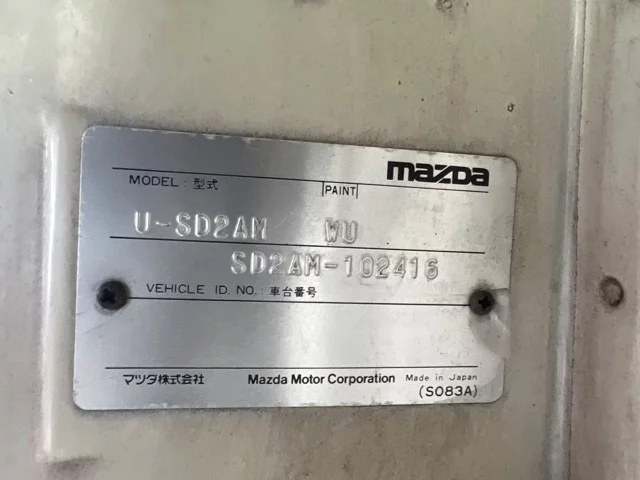 mazda
MODEL : 型式 PAINT
U-SD2AM WU
SD2AM-102416
VEHICLE ID. NO. : 車台番号
マツダ株式会社 Mazda Motor Corporation Made in Japan
(S083A)